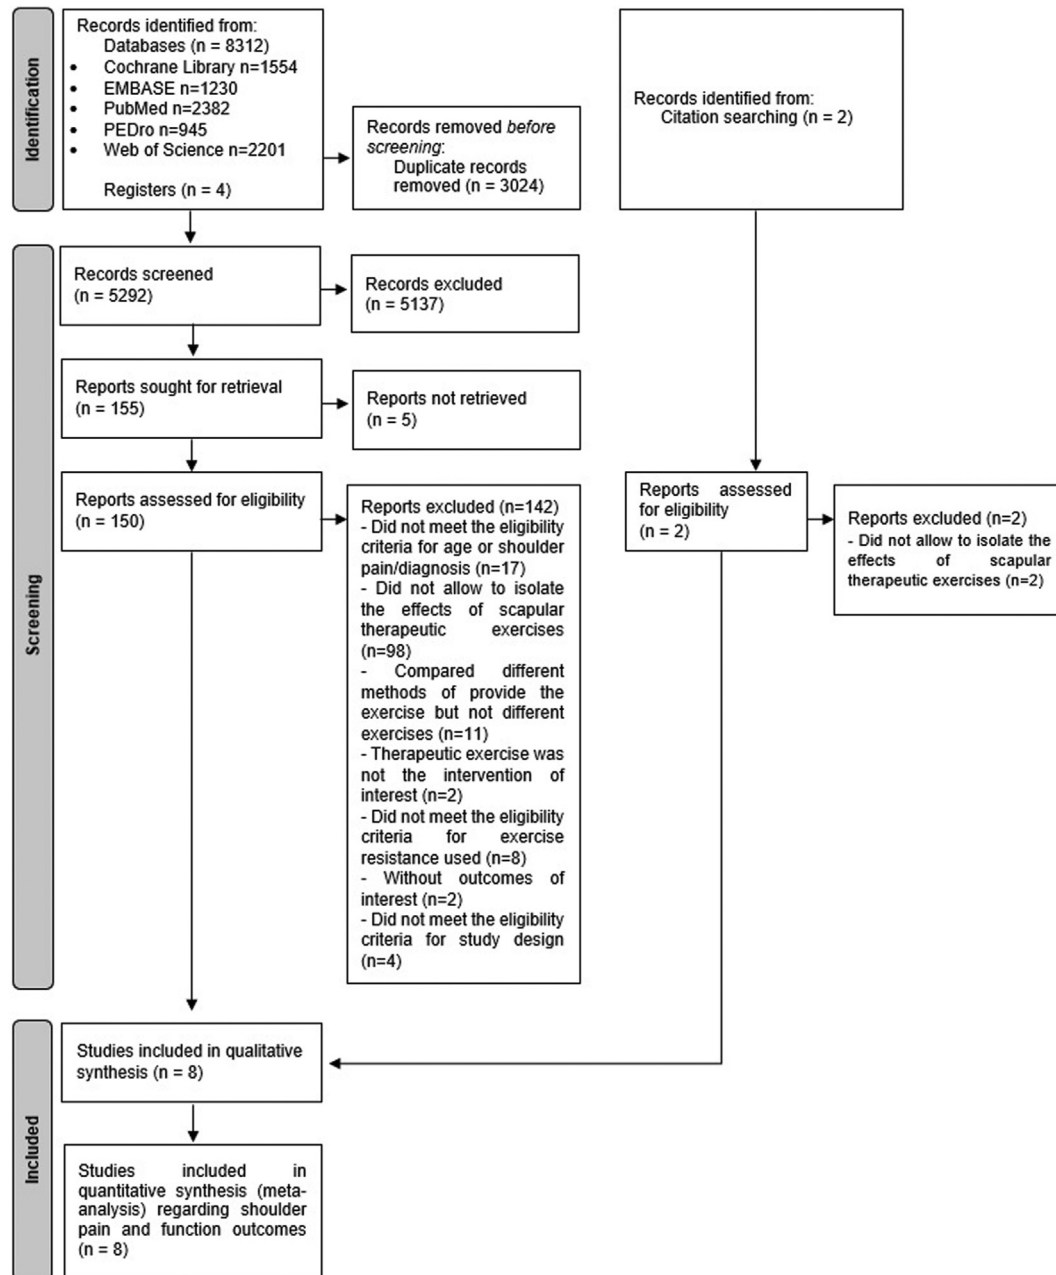 Identification
Records identified from:
Databases (n = 8312)
• Cochrane Library n=1554
• EMBASE n=1230
• PubMed n=2382
• PEDro n=945
• Web of Science n=2201
Registers (n = 4)
Records removed before
screening:
Duplicate records
removed (n = 3024)
Records identified from:
Citation searching (n = 2)
Screening
Records screened
(n = 5292)
Records excluded
(n = 5137)
Reports sought for retrieval
(n = 155)
Reports not retrieved
(n = 5)
Reports assessed for eligibility
(n = 150)
Reports excluded (n=142)
- Did not meet the eligibility
criteria for age or shoulder
pain/diagnosis (n=17)
- Did not allow to isolate
the effects of scapular
therapeutic exercises
(n=98)
- Compared different
methods of provide the
exercise but not different
exercises (n=11)
- Therapeutic exercise was
not the intervention of
interest (n=2)
- Did not meet the eligibility
criteria for exercise
resistance used (n=8)
- Without outcomes of
interest (n=2)
- Did not meet the eligibility
criteria for study design
(n=4)
Reports assessed
for eligibility
(n = 2)
Reports excluded (n=2)
- Did not allow to isolate the
effects of scapular
therapeutic exercises (n=2)
Included
Studies included in qualitative
synthesis (n = 8)
Studies included in
quantitative synthesis (meta-
analysis) regarding shoulder
pain and function outcomes
(n = 8)